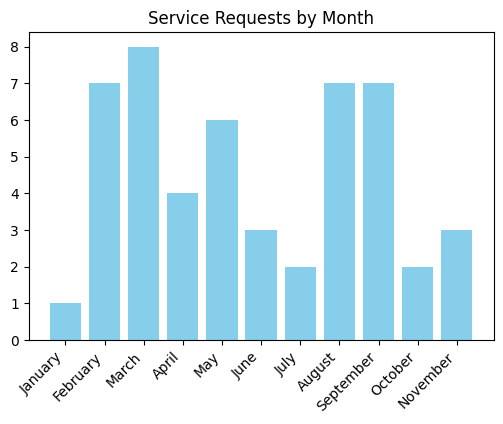 Service Requests by Month
8
7
6
5
4
3
2
1
0
January
February
March
April
May
June
July
August
September
October
November